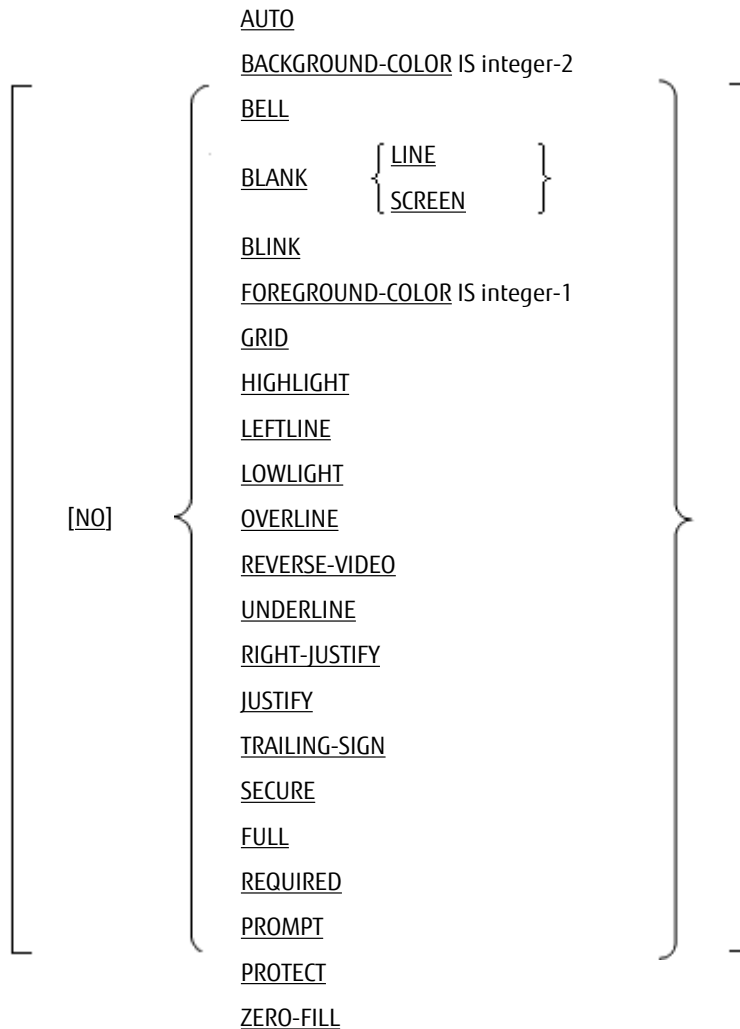 AUTO
BACKGROUND-COLOR IS integer-2
BELL
LINE
BLANK
SCREEN
BLINK
FOREGROUND-COLOR IS integer-1
GRID
HIGHLIGHT
LEFTLINE
LOWLIGHT
[NO] OVERLINE
REVERSE-VIDEO
UNDERLINE
RIGHT-JUSTIFY
JUSTIFY
TRAILING-SIGN
SECURE
FULL
REQUIRED
PROMPT
PROTECT
ZERO-FILL